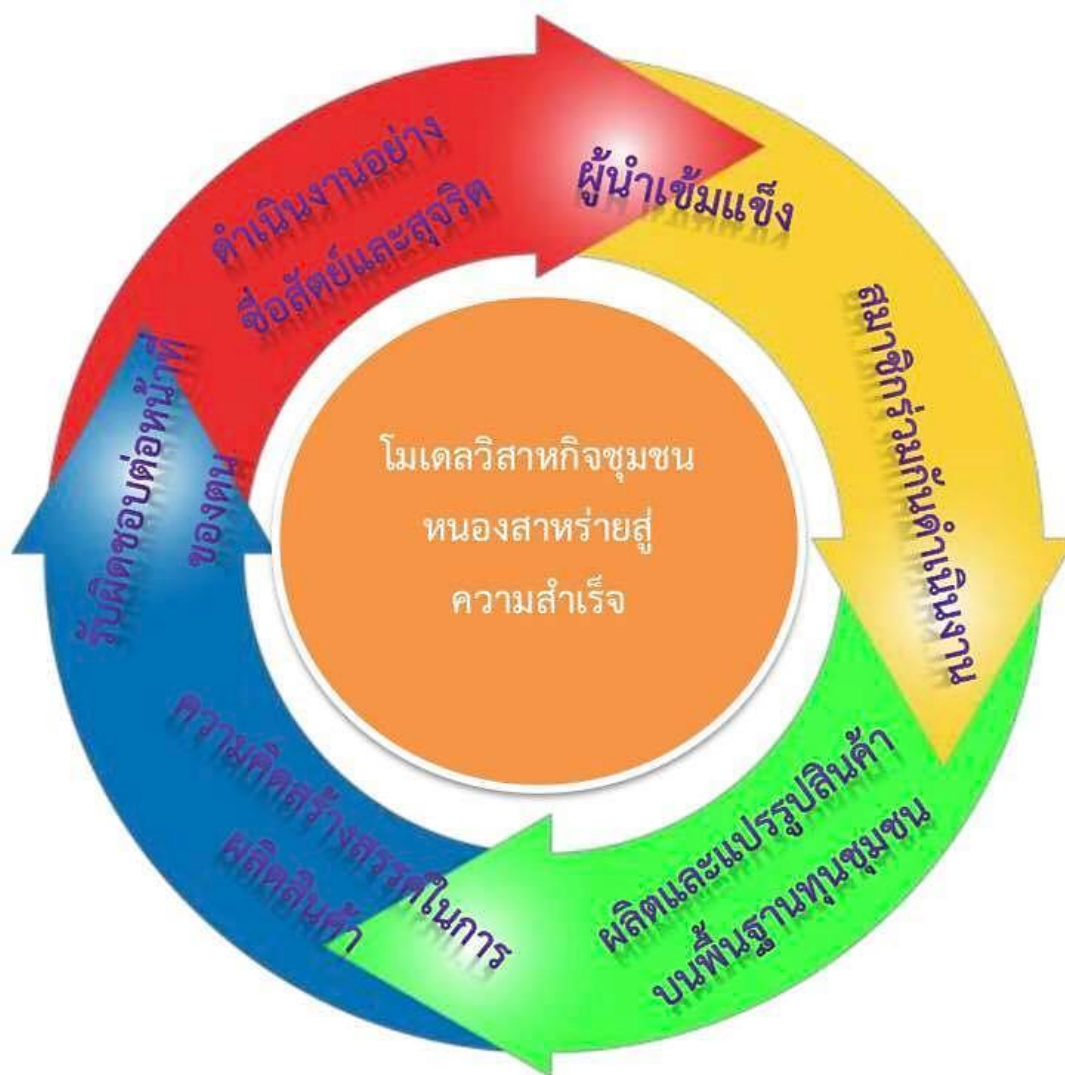 โมเดลวิสาหกิจชุมชน
หนองสาหร่ายสู่
ความสำเร็จ
ผู้นำเข้มแข็ง
สมาชิกร่วมกันดำเนินงาน
ผลิตและแปรรูปสินค้า
บนพื้นฐานทุนชุมชน
ความคิดสร้างสรรค์ในการ
ผลิตสินค้า
รับผิดชอบต่อหน้าที่
ของตน
ดำเนินงานอย่าง
ซื่อสัตย์และสุจริต